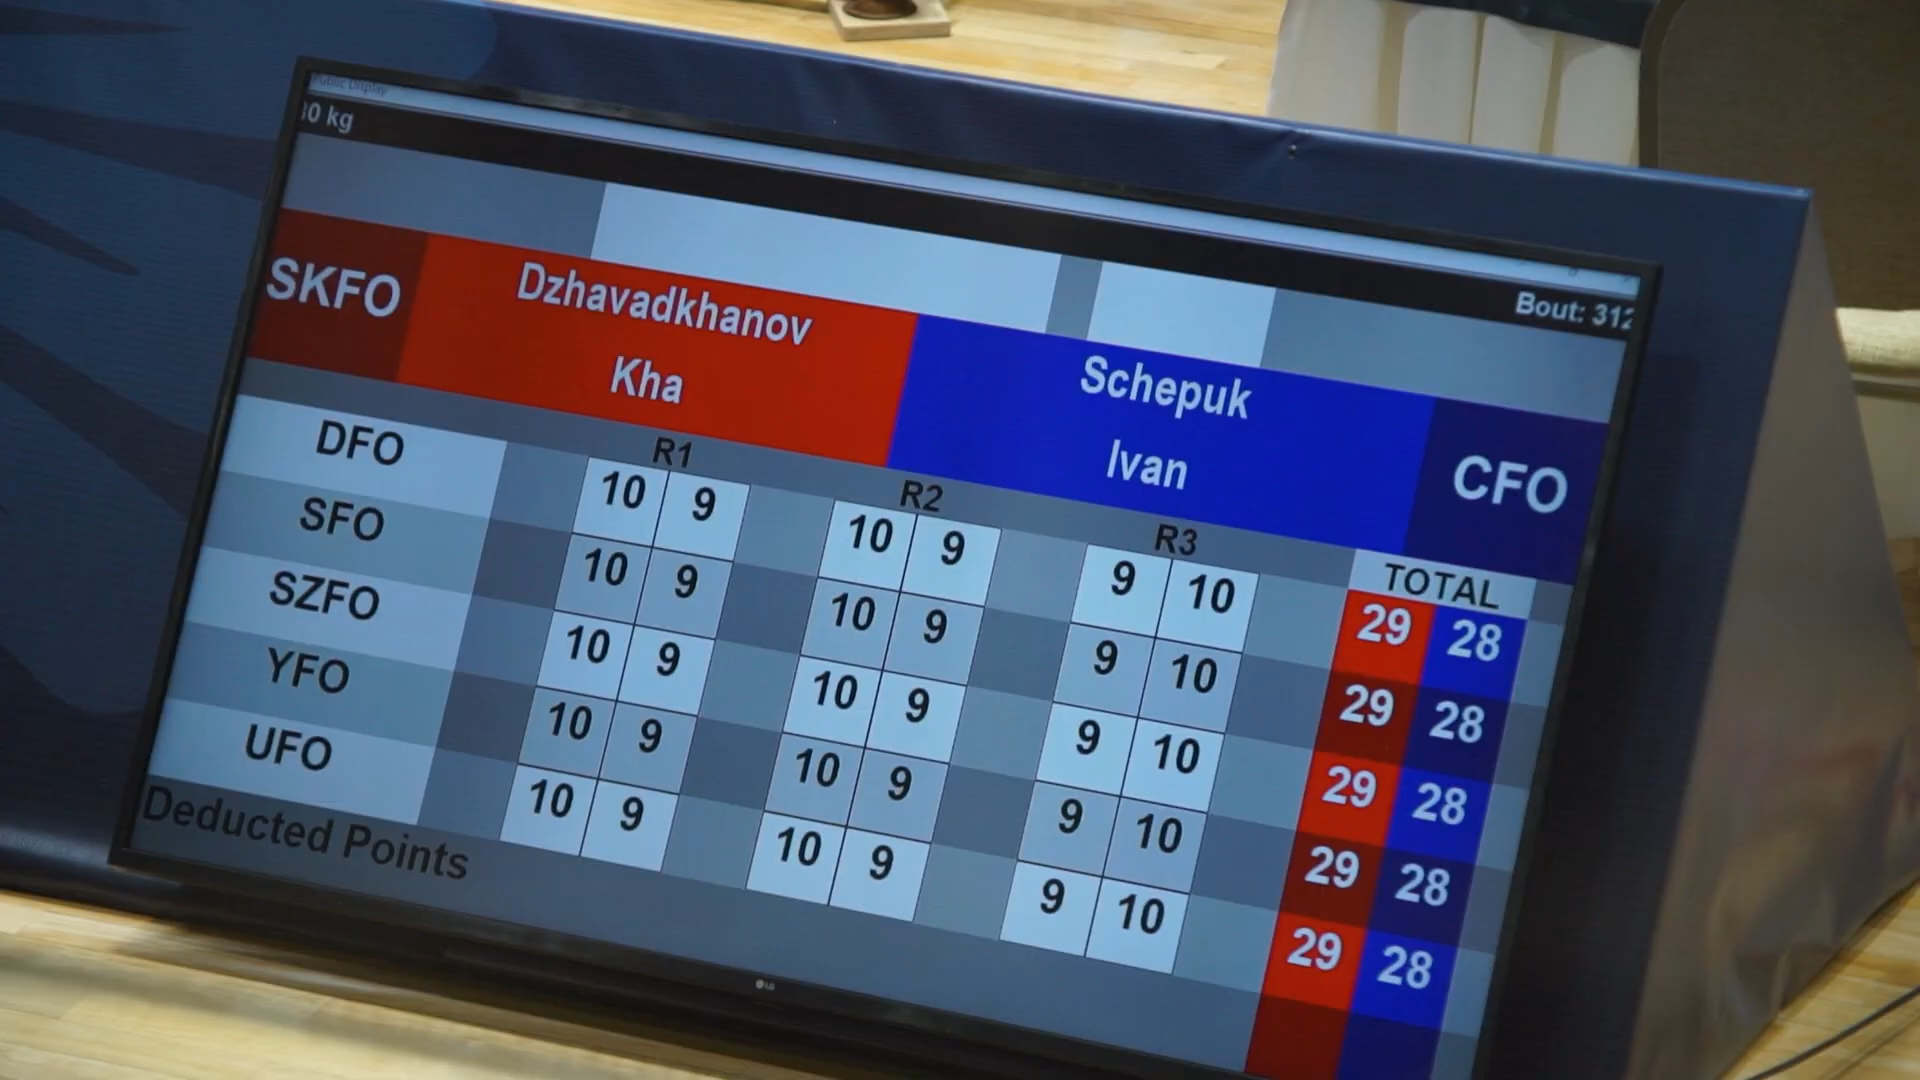 Public Display
0 kg
Bout: 312
SKFO
Dzhavadkhanov
Kha
Schepuk
Ivan
CFO
R1 R2 R3 TOTAL
DFO 10 9 10 9 9 10 29 28
SFO 10 9 10 9 9 10 29 28
SZFO 10 9 10 9 9 10 29 28
YFO 10 9 10 9 9 10 29 28
UFO 10 9 10 9 9 10 29 28
Deducted Points
LG